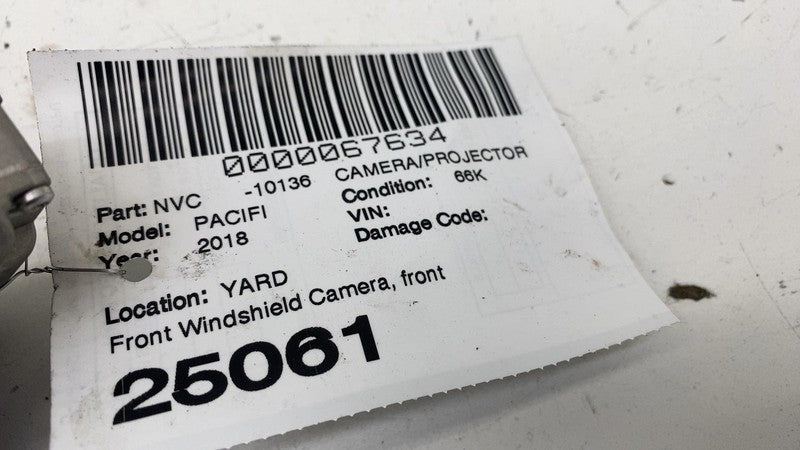 0000067634
Part: NVC -10136 CAMERA/PROJECTOR
Model: PACIFI Condition: 66K
Year: 2018 VIN:
Damage Code:
Location: YARD
Front Windshield Camera, front
25061